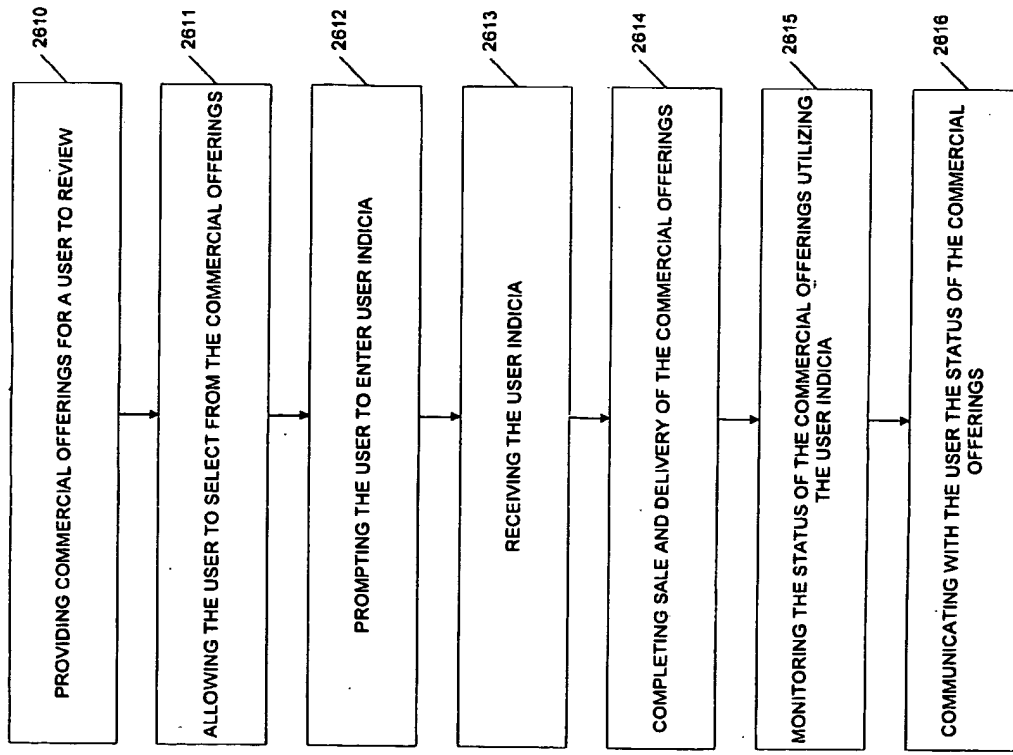 2610
PROVIDING COMMERCIAL OFFERINGS FOR A USER TO REVIEW
2611
ALLOWING THE USER TO SELECT FROM THE COMMERCIAL OFFERINGS
2612
PROMPTING THE USER TO ENTER USER INDICIA
2613
RECEIVING THE USER INDICIA
2614
COMPLETING SALE AND DELIVERY OF THE COMMERCIAL OFFERINGS
2615
MONITORING THE STATUS OF THE COMMERCIAL OFFERINGS UTILIZING
THE USER INDICIA
2616
COMMUNICATING WITH THE USER THE STATUS OF THE COMMERCIAL
OFFERINGS